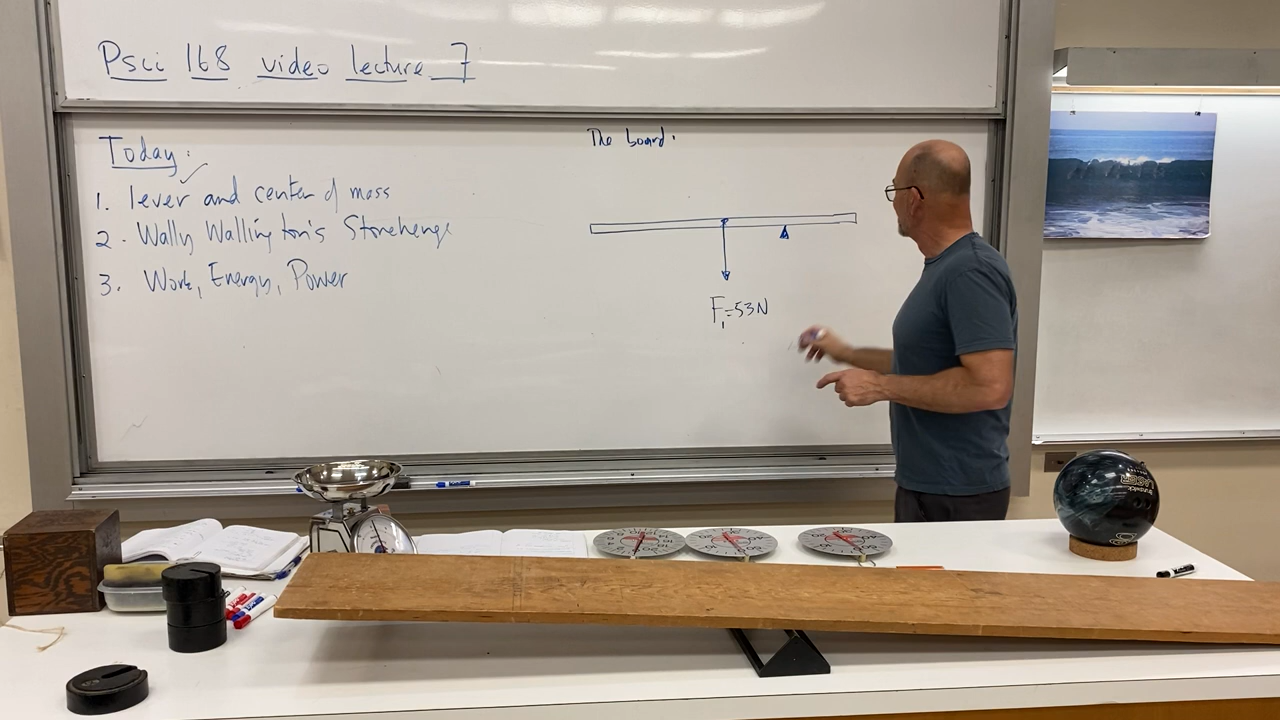 Psci 168 video lecture 7
Today:
1. lever and center of mass
2. Wally Wallington's Stonehenge
3. Work, Energy, Power
The board:
F₁=53N